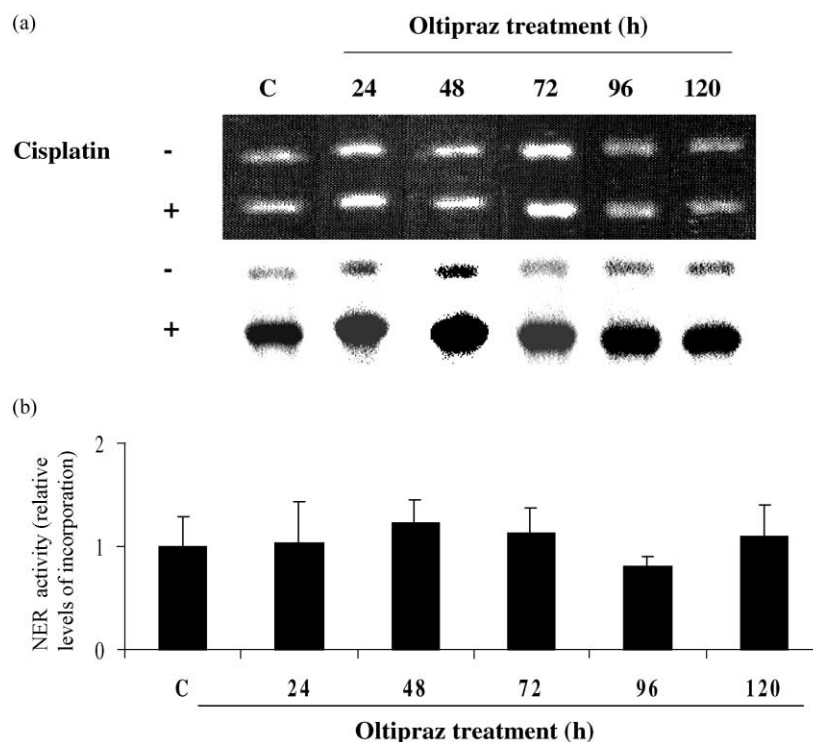 (a)
Oltipraz treatment (h)
C 24 48 72 96 120
Cisplatin -
+
-
+
(b)
2
1
0
NER activity (relative
levels of incorporation)
C 24 48 72 96 120
Oltipraz treatment (h)